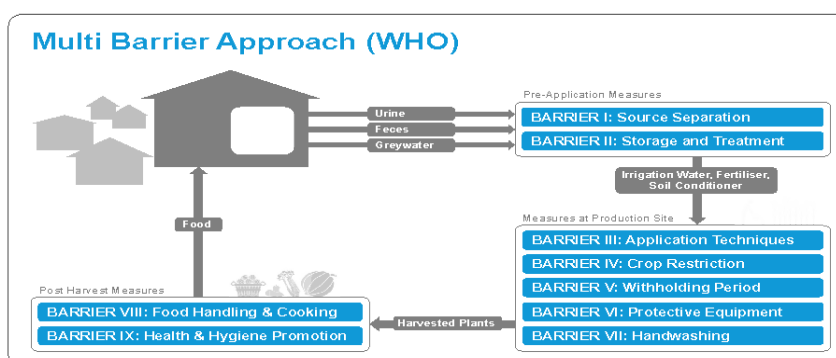 Multi Barrier Approach (WHO)
Urine
Feces
Greywater
Pre-Application Measures
BARRIER I: Source Separation
BARRIER II: Storage and Treatment
Irrigation Water, Fertiliser,
Soil Conditioner
Measures at Production Site
BARRIER III: Application Techniques
BARRIER IV: Crop Restriction
BARRIER V: Withholding Period
BARRIER VI: Protective Equipment
BARRIER VII: Handwashing
Harvested Plants
Post Harvest Measures
BARRIER VIII: Food Handling & Cooking
BARRIER IX: Health & Hygiene Promotion
Food